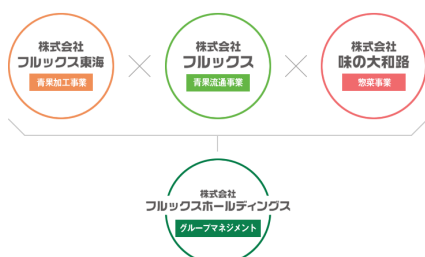 株式会社
フルックス東海
青果加工事業
株式会社
フルックス
青果流通事業
株式会社
味の大和路
惣菜事業
株式会社
フルックスホールディングス
グループマネジメント